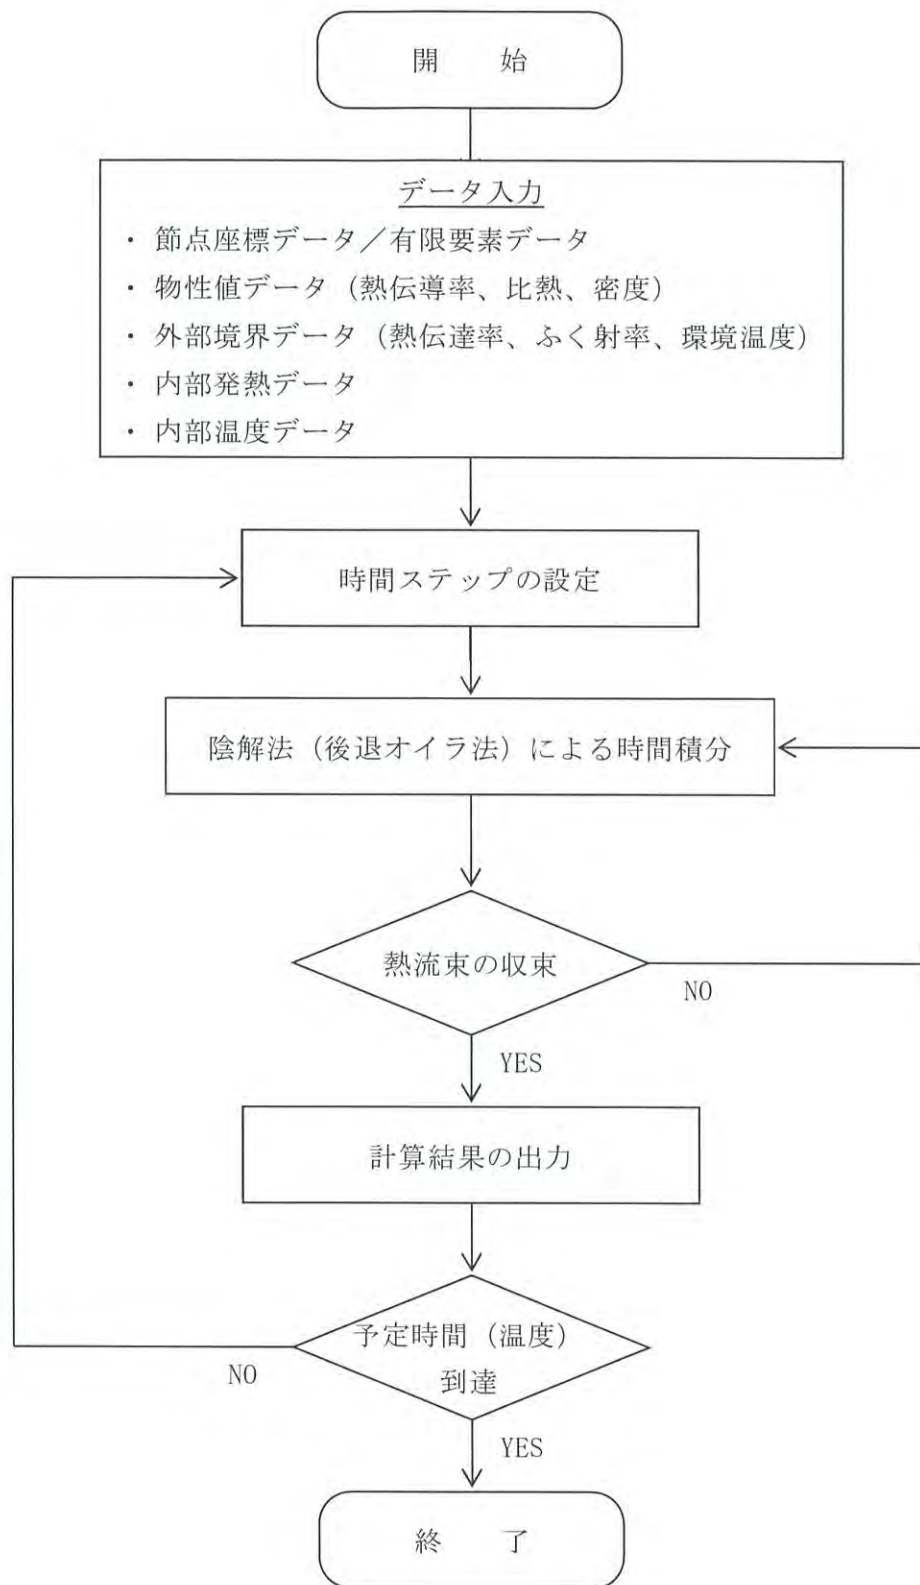 開　　始
データ入力
・ 節点座標データ／有限要素データ
・ 物性値データ（熱伝導率、比熱、密度）
・ 外部境界データ（熱伝達率、ふく射率、環境温度）
・ 内部発熱データ
・ 内部温度データ
時間ステップの設定
陰解法（後退オイラ法）による時間積分
熱流束の収束
NO
YES
計算結果の出力
予定時間（温度）
到達
NO
YES
終　　了